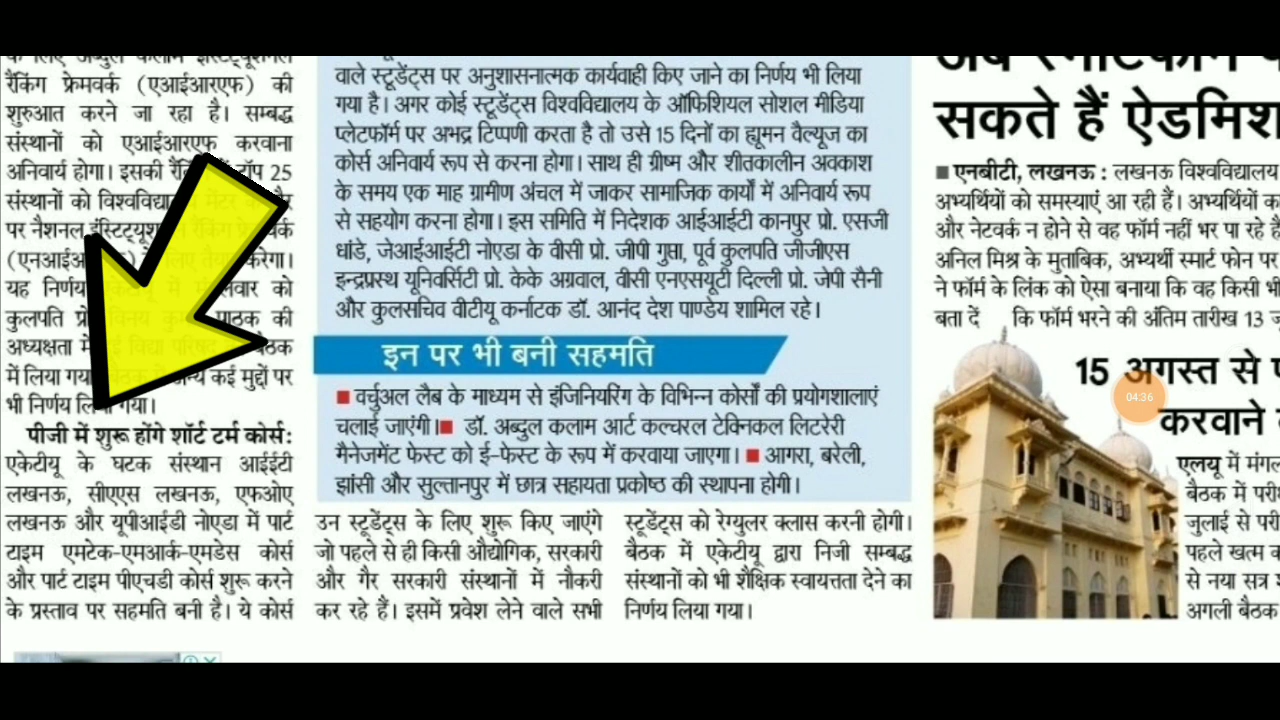 रैंकिंग फ्रेमवर्क (एआईआरएफ) की
शुरुआत करने जा रहा है। सम्बद्ध
संस्थानों को एआईआरएफ करवाना
अनिवार्य होगा। इसकी टॉप 25
संस्थानों को
पर नैशनल
करेगा।
यह निर्णय
कुलपति पाठक की
अध्यक्षता में
में लिया गया कई मुद्दों पर
भी निर्णय लिया गया।
पीजी में शुरू होंगे शॉर्ट टर्म कोर्स:
एकेटीयू के घटक संस्थान आईईटी
लखनऊ, सीएएस लखनऊ, एफओए
लखनऊ और यूपीआईडी नोएडा में पार्ट
टाइम एमटेक-एमआर्क-एमडेस कोर्स
और पार्ट टाइम पीएचडी कोर्स शुरू करने
के प्रस्ताव पर सहमति बनी है। ये कोर्स
वाले स्टूडेंट्स पर अनुशासनात्मक कार्यवाही किए जाने का निर्णय भी लिया
गया है। अगर कोई स्टूडेंट्स विश्वविद्यालय के ऑफिशियल सोशल मीडिया
प्लेटफॉर्म पर अभद्र टिप्पणी करता है तो उसे 15 दिनों का ह्यूमन वैल्यूज का
कोर्स अनिवार्य रूप से करना होगा। साथ ही ग्रीष्म और शीतकालीन अवकाश
के समय एक माह ग्रामीण अंचल में जाकर सामाजिक कार्यों में अनिवार्य रूप
से सहयोग करना होगा। इस समिति में निदेशक आईआईटी कानपुर प्रो. एसजी
धांडे, जेआईआईटी नोएडा के वीसी प्रो. जीपी गुप्ता, पूर्व कुलपति जीजीएस
इन्द्रप्रस्थ यूनिवर्सिटी प्रो. केके अग्रवाल, वीसी एनएसयूटी दिल्ली प्रो. जेपी सैनी
और कुलसचिव वीटीयू कर्नाटक डॉ. आनंद देश पाण्डेय शामिल रहे।
इन पर भी बनी सहमति
■ वर्चुअल लैब के माध्यम से इंजिनियरिंग के विभिन्न कोर्सों की प्रयोगशालाएं
चलाई जाएंगी।■ डॉ. अब्दुल कलाम आर्ट कल्चरल टेक्निकल लिटरेरी
मैनेजमेंट फेस्ट को ई-फेस्ट के रूप में करवाया जाएगा। ■ आगरा, बरेली,
झांसी और सुल्तानपुर में छात्र सहायता प्रकोष्ठ की स्थापना होगी।
उन स्टूडेंट्स के लिए शुरू किए जाएंगे
जो पहले से ही किसी औद्योगिक, सरकारी
और गैर सरकारी संस्थानों में नौकरी
कर रहे हैं। इसमें प्रवेश लेने वाले सभी
स्टूडेंट्स को रेग्युलर क्लास करनी होगी।
बैठक में एकेटीयू द्वारा निजी सम्बद्ध
संस्थानों को भी शैक्षिक स्वायत्तता देने का
निर्णय लिया गया।
सकते हैं ऐडमिश
■ एनबीटी, लखनऊ : लखनऊ विश्वविद्यालय
अभ्यर्थियों को समस्याएं आ रही हैं। अभ्यर्थियों का
और नेटवर्क न होने से वह फॉर्म नहीं भर पा रहे हैं
अनिल मिश्र के मुताबिक, अभ्यर्थी स्मार्ट फोन पर
ने फॉर्म के लिंक को ऐसा बनाया कि वह किसी भी
बता दें कि फॉर्म भरने की अंतिम तारीख 13 ज
15 अगस्त से प
04:36
करवाने
एलयू में मंगल
बैठक में परी
जुलाई से परी
पहले खत्म क
से नया सत्र
अगली बैठक